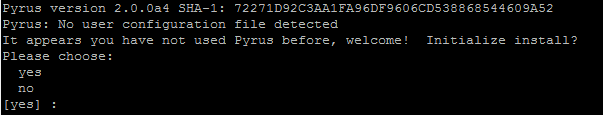 Pyrus version 2.0.0a4 SHA-1: 72271D92C3AA1FA96DF9606CD538868544609A52
Pyrus: No user configuration file detected
It appears you have not used Pyrus before, welcome!  Initialize install?
Please choose:
  yes
  no
[yes] :